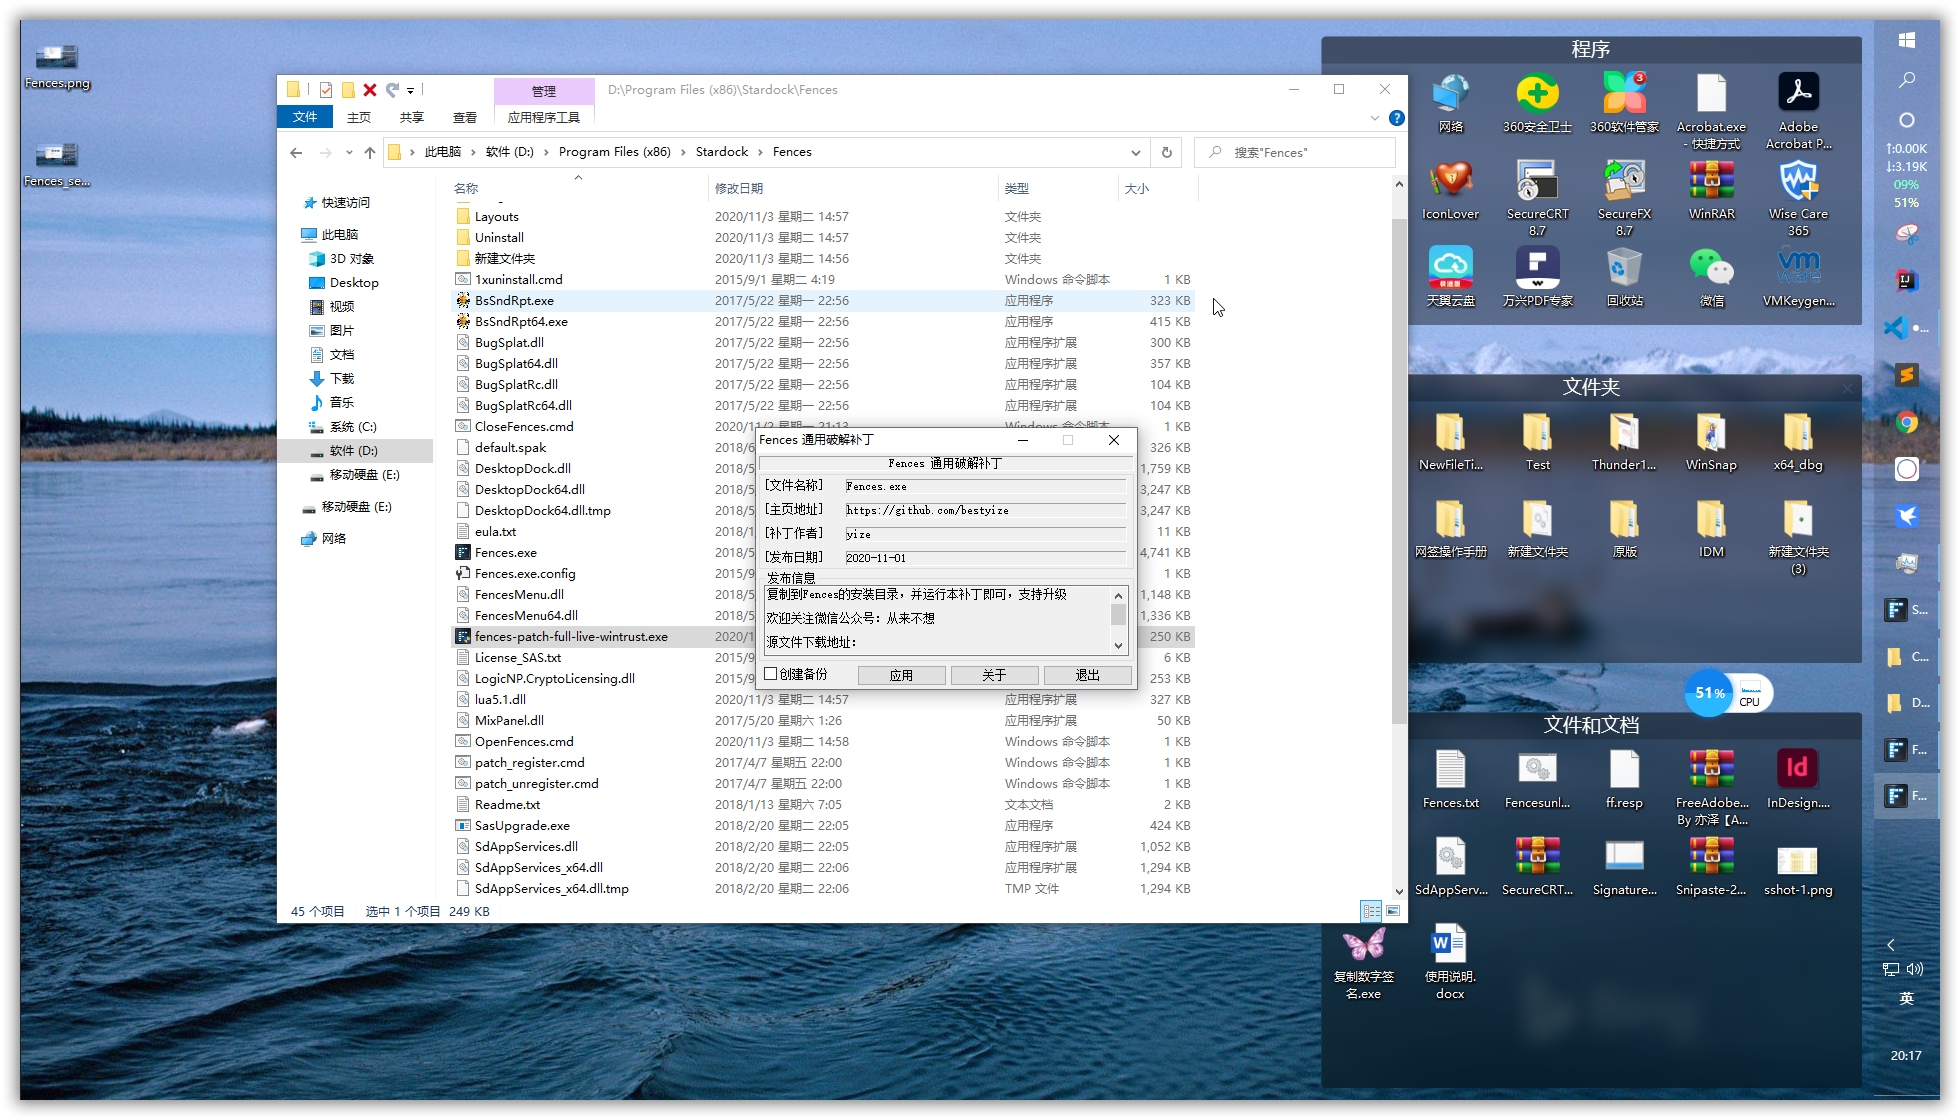 Fences.png
Fences_se...
管理
D:\Program Files (x86)\Stardock\Fences
文件
主页
共享
查看
应用程序工具
此电脑 › 软件 (D:) › Program Files (x86) › Stardock › Fences
搜索"Fences"
快速访问
此电脑
3D 对象
Desktop
视频
图片
文档
下载
音乐
系统 (C:)
软件 (D:)
移动硬盘 (E:)
移动硬盘 (E:)
网络
名称 修改日期 类型 大小
Layouts 2020/11/3 星期二 14:57 文件夹
Uninstall 2020/11/3 星期二 14:57 文件夹
新建文件夹 2020/11/3 星期二 14:56 文件夹
1xuninstall.cmd 2015/9/1 星期二 4:19 Windows 命令脚本 1 KB
BsSndRpt.exe 2017/5/22 星期一 22:56 应用程序 323 KB
BsSndRpt64.exe 2017/5/22 星期一 22:56 应用程序 415 KB
BugSplat.dll 2017/5/22 星期一 22:56 应用程序扩展 300 KB
BugSplat64.dll 2017/5/22 星期一 22:56 应用程序扩展 357 KB
BugSplatRc.dll 2017/5/22 星期一 22:56 应用程序扩展 104 KB
BugSplatRc64.dll 2017/5/22 星期一 22:56 应用程序扩展 104 KB
CloseFences.cmd 2020/11/2 星期一 21:13 Windows 命令脚本 1 KB
default.spak 2018/6 326 KB
DesktopDock.dll 2018/5 1,759 KB
DesktopDock64.dll 2018/5 3,247 KB
DesktopDock64.dll.tmp 2018/5 3,247 KB
eula.txt 2018/1 11 KB
Fences.exe 2018/5 4,741 KB
Fences.exe.config 2015/9 1 KB
FencesMenu.dll 2018/5 1,148 KB
FencesMenu64.dll 2018/5 1,336 KB
fences-patch-full-live-wintrust.exe 2020/1 250 KB
License_SAS.txt 2015/9 6 KB
LogicNP.CryptoLicensing.dll 2015/9 253 KB
lua5.1.dll 2020/11/3 星期二 14:57 应用程序扩展 327 KB
MixPanel.dll 2017/5/20 星期六 1:26 应用程序扩展 50 KB
OpenFences.cmd 2020/11/3 星期二 14:58 Windows 命令脚本 1 KB
patch_register.cmd 2017/4/7 星期五 22:00 Windows 命令脚本 1 KB
patch_unregister.cmd 2017/4/7 星期五 22:00 Windows 命令脚本 1 KB
Readme.txt 2018/1/13 星期六 7:05 文本文档 2 KB
SasUpgrade.exe 2018/2/20 星期二 22:05 应用程序 424 KB
SdAppServices.dll 2018/2/20 星期二 22:05 应用程序扩展 1,052 KB
SdAppServices_x64.dll 2018/2/20 星期二 22:06 应用程序扩展 1,294 KB
SdAppServices_x64.dll.tmp 2018/2/20 星期二 22:06 TMP 文件 1,294 KB
45 个项目 选中 1 个项目 249 KB
Fences 通用破解补丁
Fences 通用破解补丁
[文件名称] Fences.exe
[主页地址] https://github.com/bestyize
[补丁作者] yize
[发布日期] 2020-11-01
发布信息
复制到Fences的安装目录，并运行本补丁即可，支持升级
欢迎关注微信公众号：从来不想
源文件下载地址：
创建备份 应用 关于 退出
程序
网络 360安全卫士 360软件管家 Acrobat.exe Adobe
- 快捷方式 Acrobat P...
IconLover SecureCRT SecureFX WinRAR Wise Care
8.7 8.7 365
天翼云盘 万兴PDF专家 回收站 微信 VMKeygen...
文件夹
NewFileTi... Test Thunder1... WinSnap x64_dbg
网签操作手册 新建文件夹 原版 IDM 新建文件夹
(3)
51% CPU
文件和文档
Fences.txt Fencesunl... ff.resp FreeAdobe... InDesign....
By 亦泽【A...
SdAppServ... SecureCRT... Signature... Snipaste-2... sshot-1.png
复制数字签 使用说明.
名.exe docx
↑:0.00K
↓:3.19K
09%
51%
S...
C...
D...
F...
F...
英
20:17